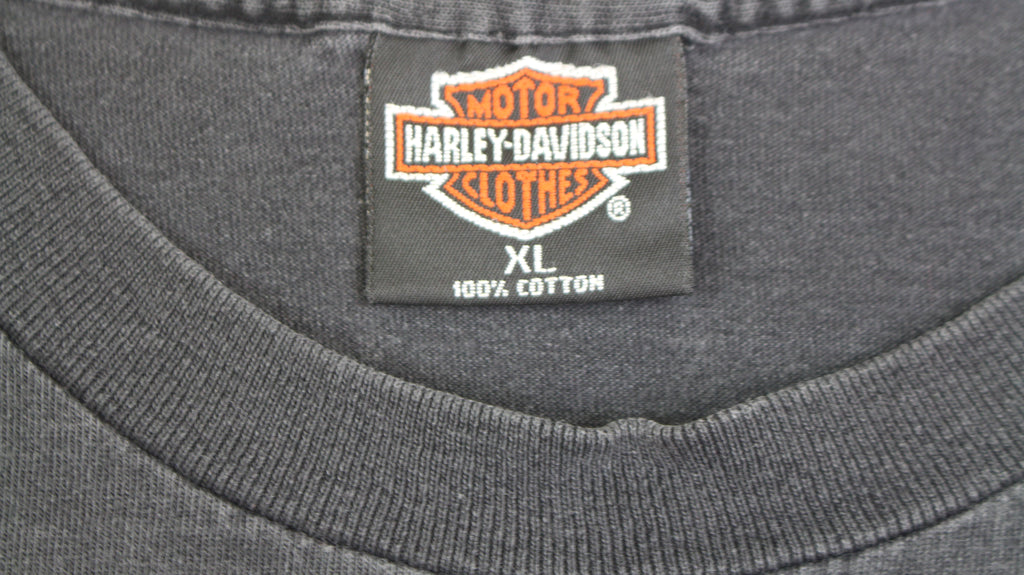 MOTOR
HARLEY-DAVIDSON
CLOTHES
®
XL
100% COTTON